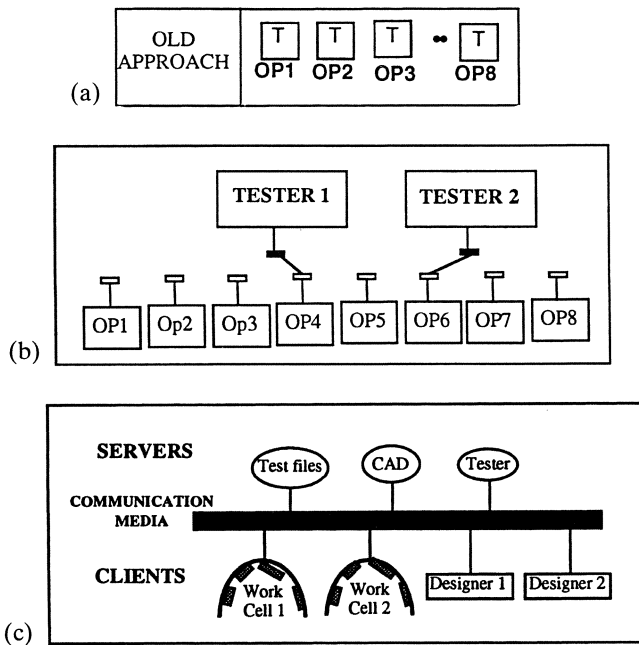 OLD APPROACH
T T T •• T
OP1 OP2 OP3 OP8
(a)
TESTER 1 TESTER 2
OP1 Op2 Op3 OP4 OP5 OP6 OP7 OP8
(b)
SERVERS
Test files CAD Tester
COMMUNICATION MEDIA
CLIENTS
Work Cell 1 Work Cell 2 Designer 1 Designer 2
(c)